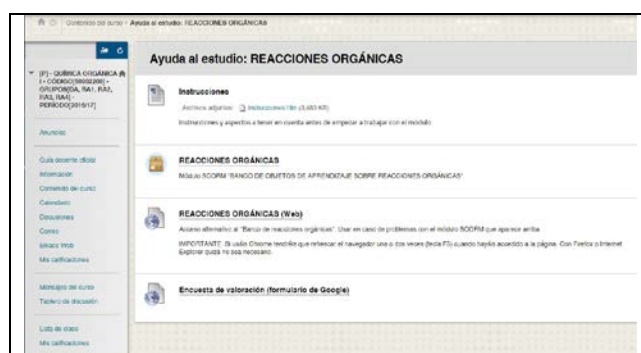 Contenido del curso > Ayuda al estudio: REACCIONES ORGÁNICAS
Ayuda al estudio: REACCIONES ORGÁNICAS
[P] - QUÍMICA ORGÁNICA
PERIODO[2016/17]
Anuncios
Guía docente oficial
Información
Contenido del curso
Calendario
Discusiones
Correo
Enlace Web
Mis calificaciones
Mensajes del curso
Tablero de discusión
Lista de clase
Mis calificaciones
Instrucciones
Archivos adjuntos:
Instrucciones y aspectos a tener en cuenta antes de empezar a trabajar con el módulo
REACCIONES ORGÁNICAS
Módulo SCORM "BANCO DE OBJETOS DE APRENDIZAJE SOBRE REACCIONES ORGÁNICAS".
REACCIONES ORGÁNICAS (Web)
Acceso alternativo al "Banco de reacciones orgánicas". Usar en caso de problemas con el módulo SCORM que aparece arriba
IMPORTANTE: Si usáis Chrome tendréis que refrescar el navegador una o dos veces (tecla F5) cuando hayáis accedido a la página. Con Firefox o Internet
Explorer quizá no sea necesario.
Encuesta de valoración (formulario de Google)